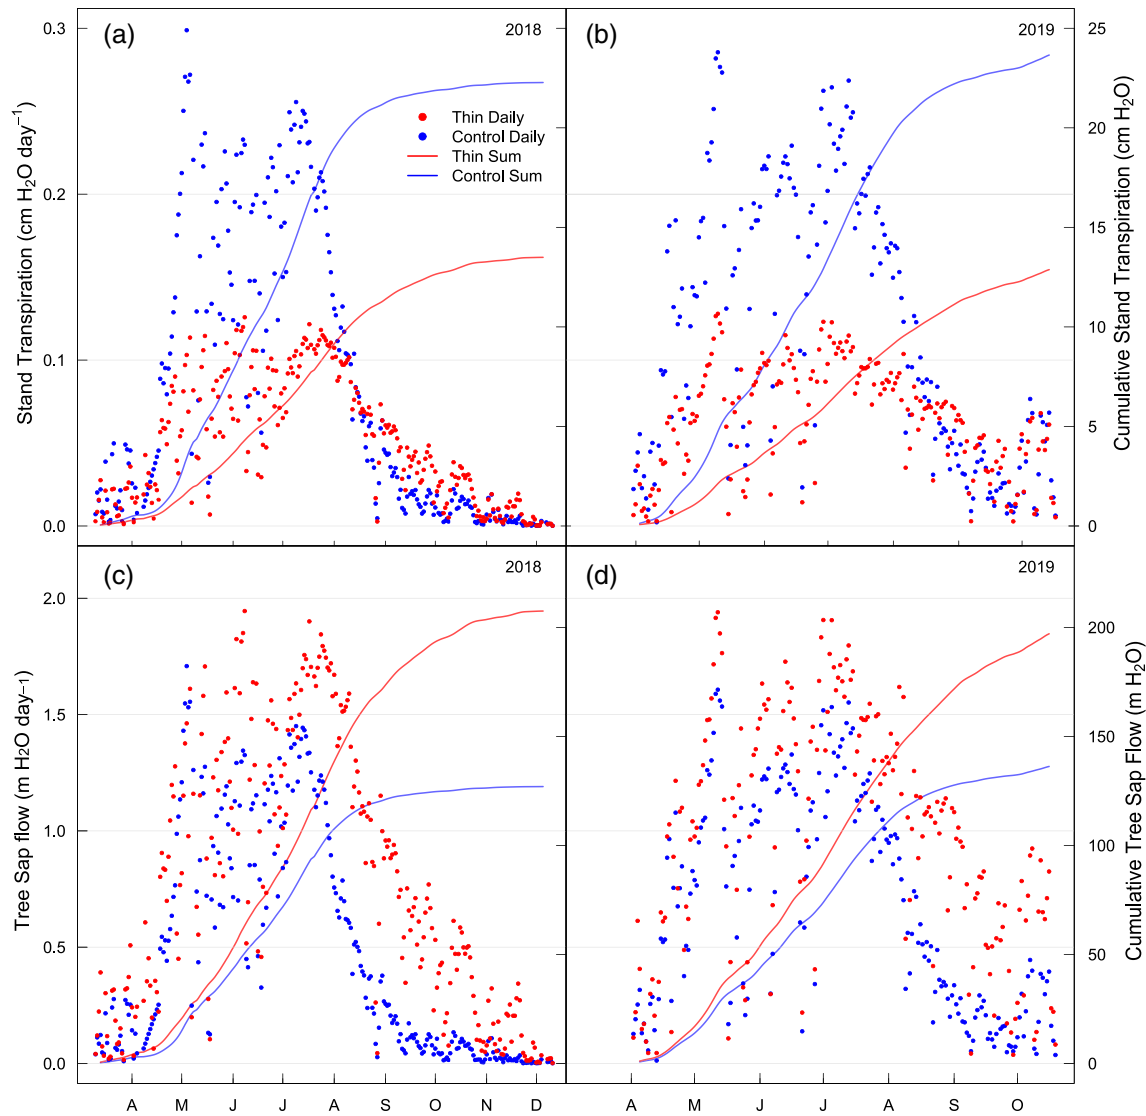 (a)
2018
(b)
2019
0.3
0.2
0.1
0.0
Stand Transpiration (cm H₂O day⁻¹)
Thin Daily
Control Daily
Thin Sum
Control Sum
25
20
15
10
5
0
Cumulative Stand Transpiration (cm H₂O)
(c)
2018
(d)
2019
2.0
1.5
1.0
0.5
0.0
Tree Sap flow (m H₂O day⁻¹)
200
150
100
50
0
Cumulative Tree Sap Flow (m H₂O)
A M J J A S O N D
A M J J A S O